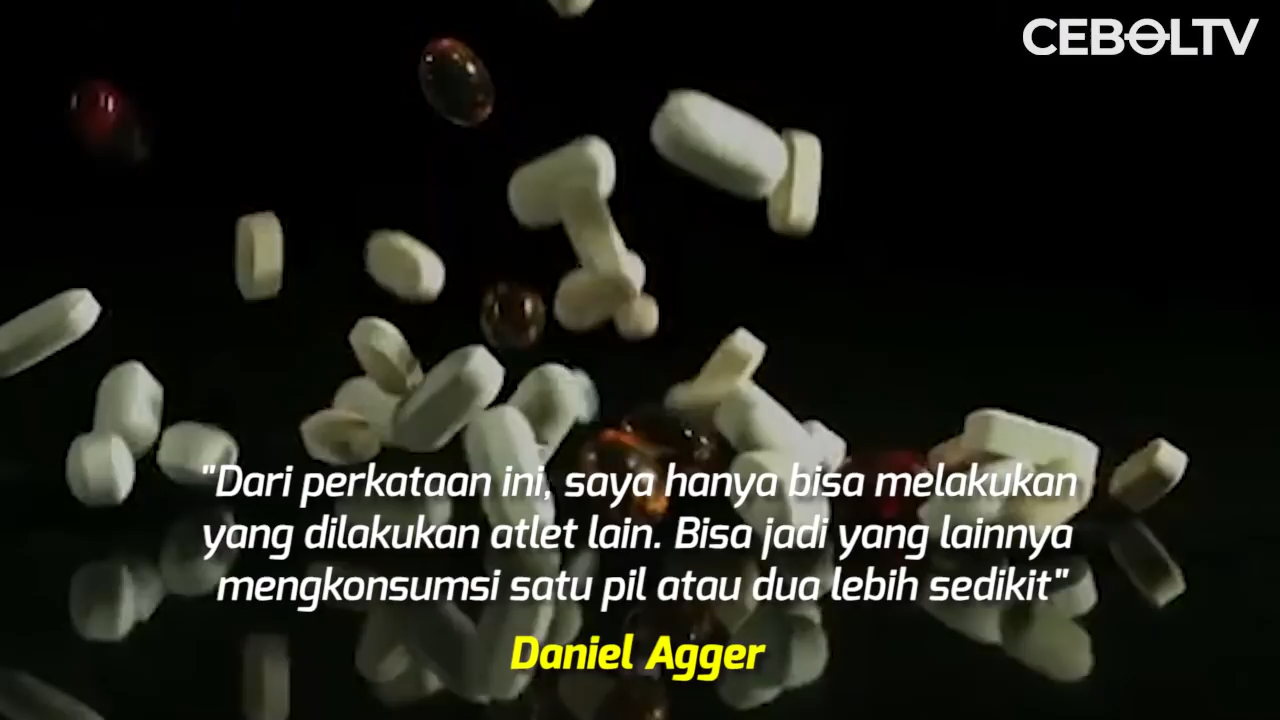 CEBOLTV
"Dari perkataan ini, saya hanya bisa melakukan
yang dilakukan atlet lain. Bisa jadi yang lainnya
mengkonsumsi satu pil atau dua lebih sedikit"
Daniel Agger